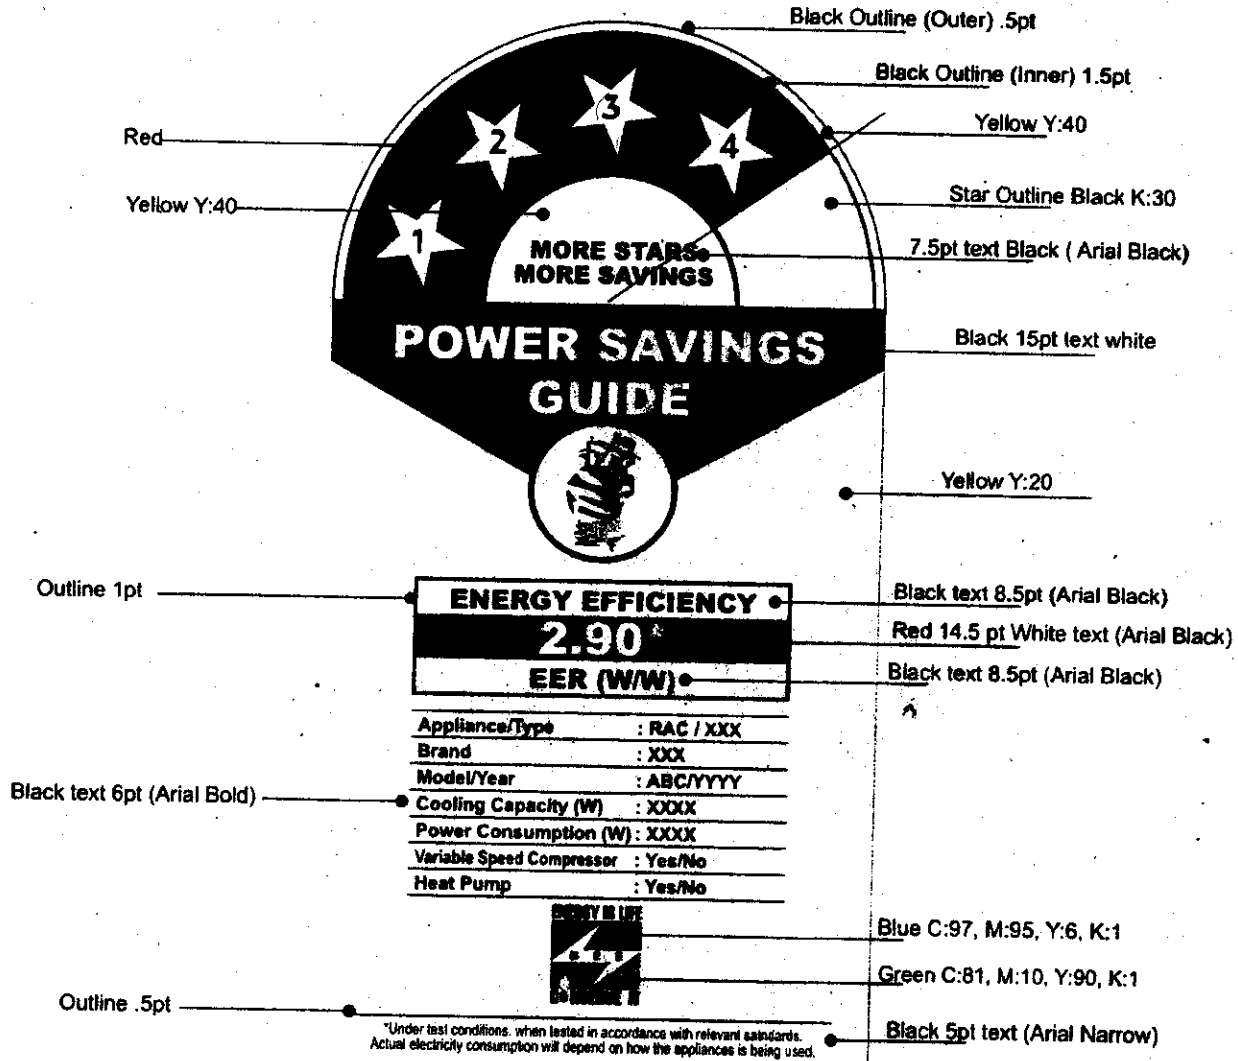 Black Outline (Outer) .5pt
Black Outline (Inner) 1.5pt
Yellow Y:40
Red
Star Outline Black K:30
Yellow Y:40
7.5pt text Black ( Arial Black)
1
2
3
4
MORE STARS
MORE SAVINGS
POWER SAVINGS
GUIDE
Black 15pt text white
Yellow Y:20
Outline 1pt
ENERGY EFFICIENCY
Black text 8.5pt (Arial Black)
2.90*
Red 14.5 pt White text (Arial Black)
EER (W/W)
Black text 8.5pt (Arial Black)
Appliance/Type : RAC / XXX
Brand : XXX
Model/Year : ABC/YYYY
Black text 6pt (Arial Bold)
Cooling Capacity (W) : XXXX
Power Consumption (W) : XXXX
Variable Speed Compressor : Yes/No
Heat Pump : Yes/No
ENERGY IS LIFE
Blue C:97, M:95, Y:6, K:1
Green C:81, M:10, Y:90, K:1
Outline .5pt
*Under test conditions. when tested in accordance with relevant satndards.
Actual electricity consumption will depend on how the appliances is being used.
Black 5pt text (Arial Narrow)